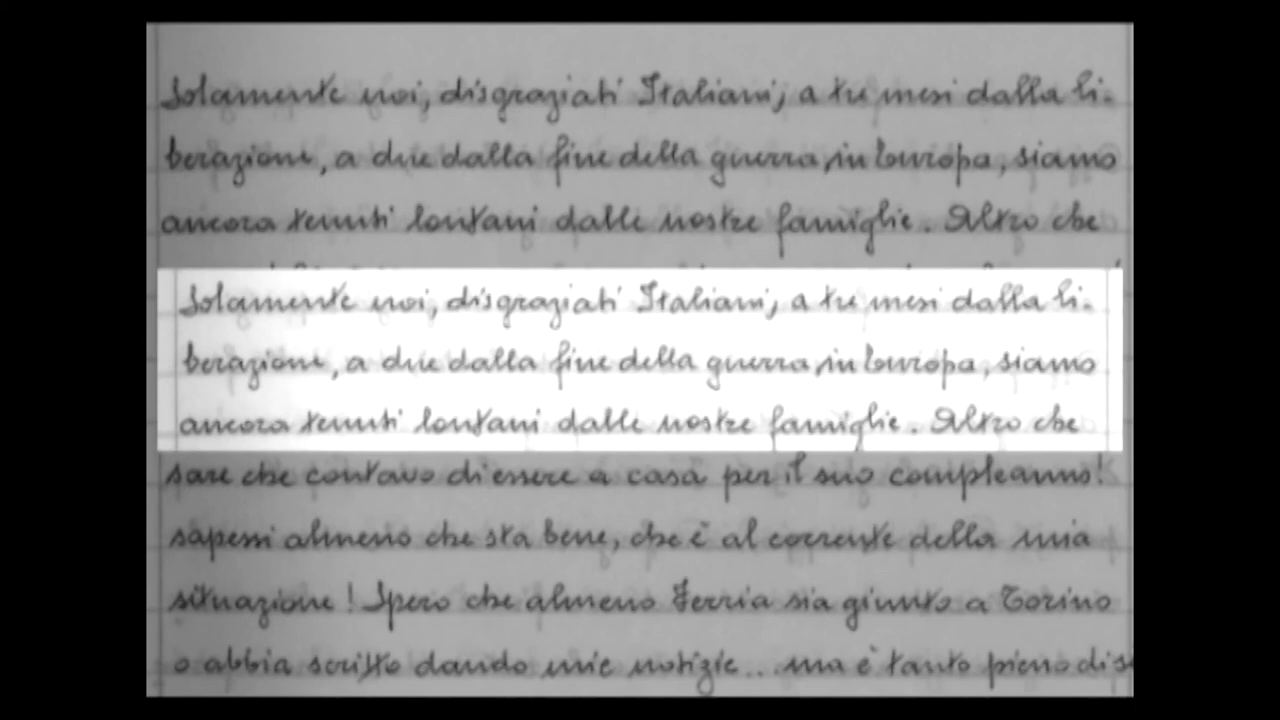 Solamente noi, disgraziati Italiani, a tre mesi dalla li-
berazione, a due dalla fine della guerra in Europa, siamo
ancora tenuti lontani dalle nostre famiglie. Altro che
Solamente noi, disgraziati Italiani, a tre mesi dalla li-
berazione, a due dalla fine della guerra in Europa, siamo
ancora tenuti lontani dalle nostre famiglie. Altro che
sare che contavo di essere a casa per il suo compleanno!
sapessi almeno che sta bene, che è al corrente della mia
situazione! Spero che almeno Ferria sia giunto a Torino
o abbia scritto dando mie notizie... ma è tanto pieno di